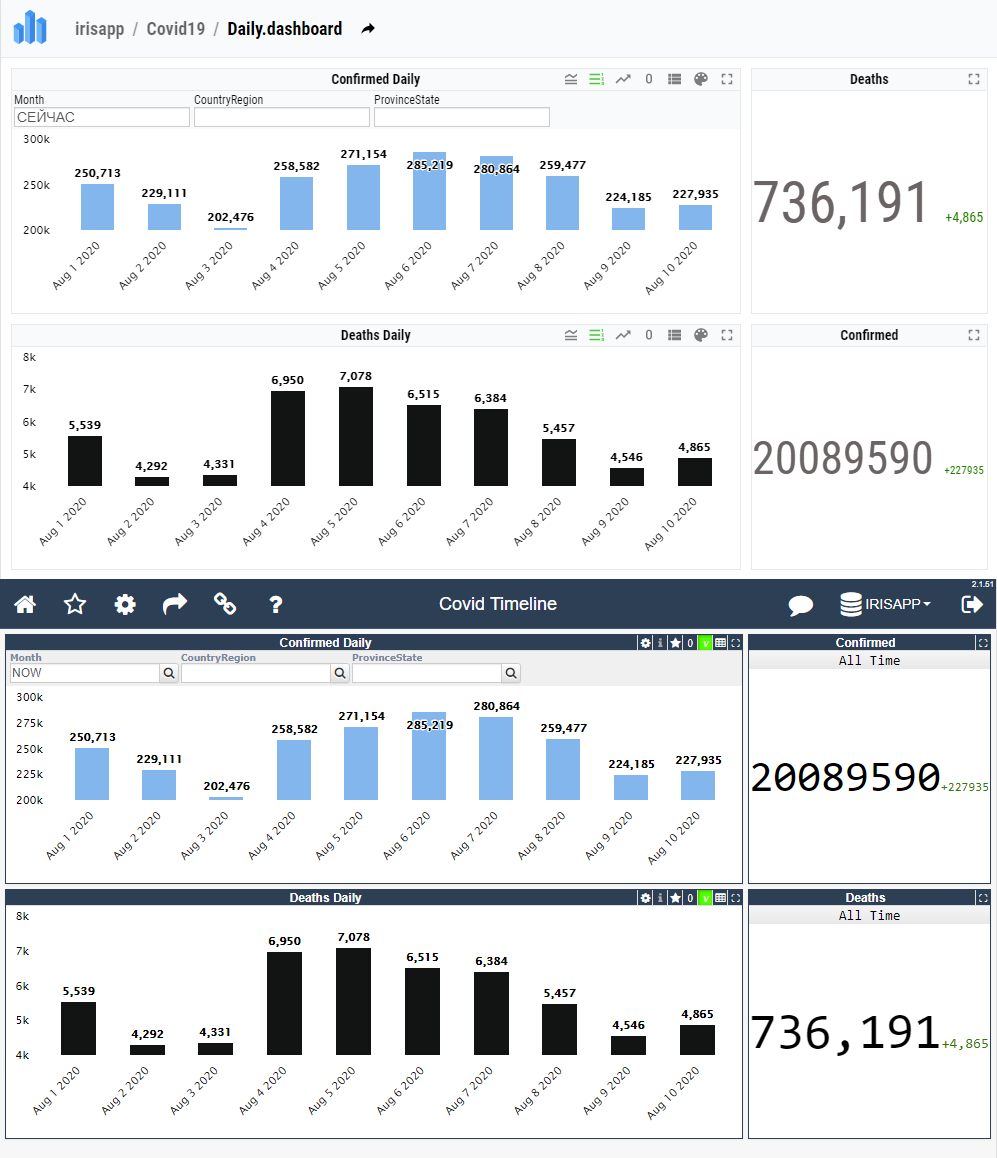 irisapp / Covid19 / Daily.dashboard
Confirmed Daily
0
Month CountryRegion ProvinceState
СЕЙЧАС
300k
250k
200k
250,713
229,111
202,476
258,582
271,154
285,219
280,864
259,477
224,185
227,935
Aug 1 2020
Aug 2 2020
Aug 3 2020
Aug 4 2020
Aug 5 2020
Aug 6 2020
Aug 7 2020
Aug 8 2020
Aug 9 2020
Aug 10 2020
Deaths
736,191 +4,865
Deaths Daily
0
8k
7k
6k
5k
4k
5,539
4,292
4,331
6,950
7,078
6,515
6,384
5,457
4,546
4,865
Aug 1 2020
Aug 2 2020
Aug 3 2020
Aug 4 2020
Aug 5 2020
Aug 6 2020
Aug 7 2020
Aug 8 2020
Aug 9 2020
Aug 10 2020
Confirmed
20089590 +227935
2.1.51
? Covid Timeline IRISAPP
Confirmed Daily
i 0 v
Month CountryRegion ProvinceState
NOW
300k
275k
250k
225k
200k
250,713
229,111
202,476
258,582
271,154
285,219
280,864
259,477
224,185
227,935
Aug 1 2020
Aug 2 2020
Aug 3 2020
Aug 4 2020
Aug 5 2020
Aug 6 2020
Aug 7 2020
Aug 8 2020
Aug 9 2020
Aug 10 2020
Confirmed
All Time
20089590 +227935
Deaths Daily
i 0 v
8k
7k
6k
5k
4k
5,539
4,292
4,331
6,950
7,078
6,515
6,384
5,457
4,546
4,865
Aug 1 2020
Aug 2 2020
Aug 3 2020
Aug 4 2020
Aug 5 2020
Aug 6 2020
Aug 7 2020
Aug 8 2020
Aug 9 2020
Aug 10 2020
Deaths
All Time
736,191 +4,865